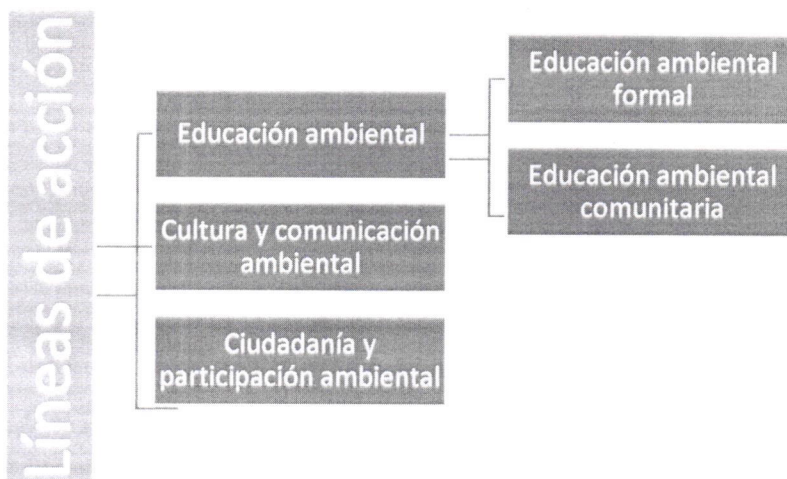 Líneas de acción
Educación ambiental
Cultura y comunicación
ambiental
Ciudadanía y
participación ambiental
Educación ambiental
formal
Educación ambiental
comunitaria